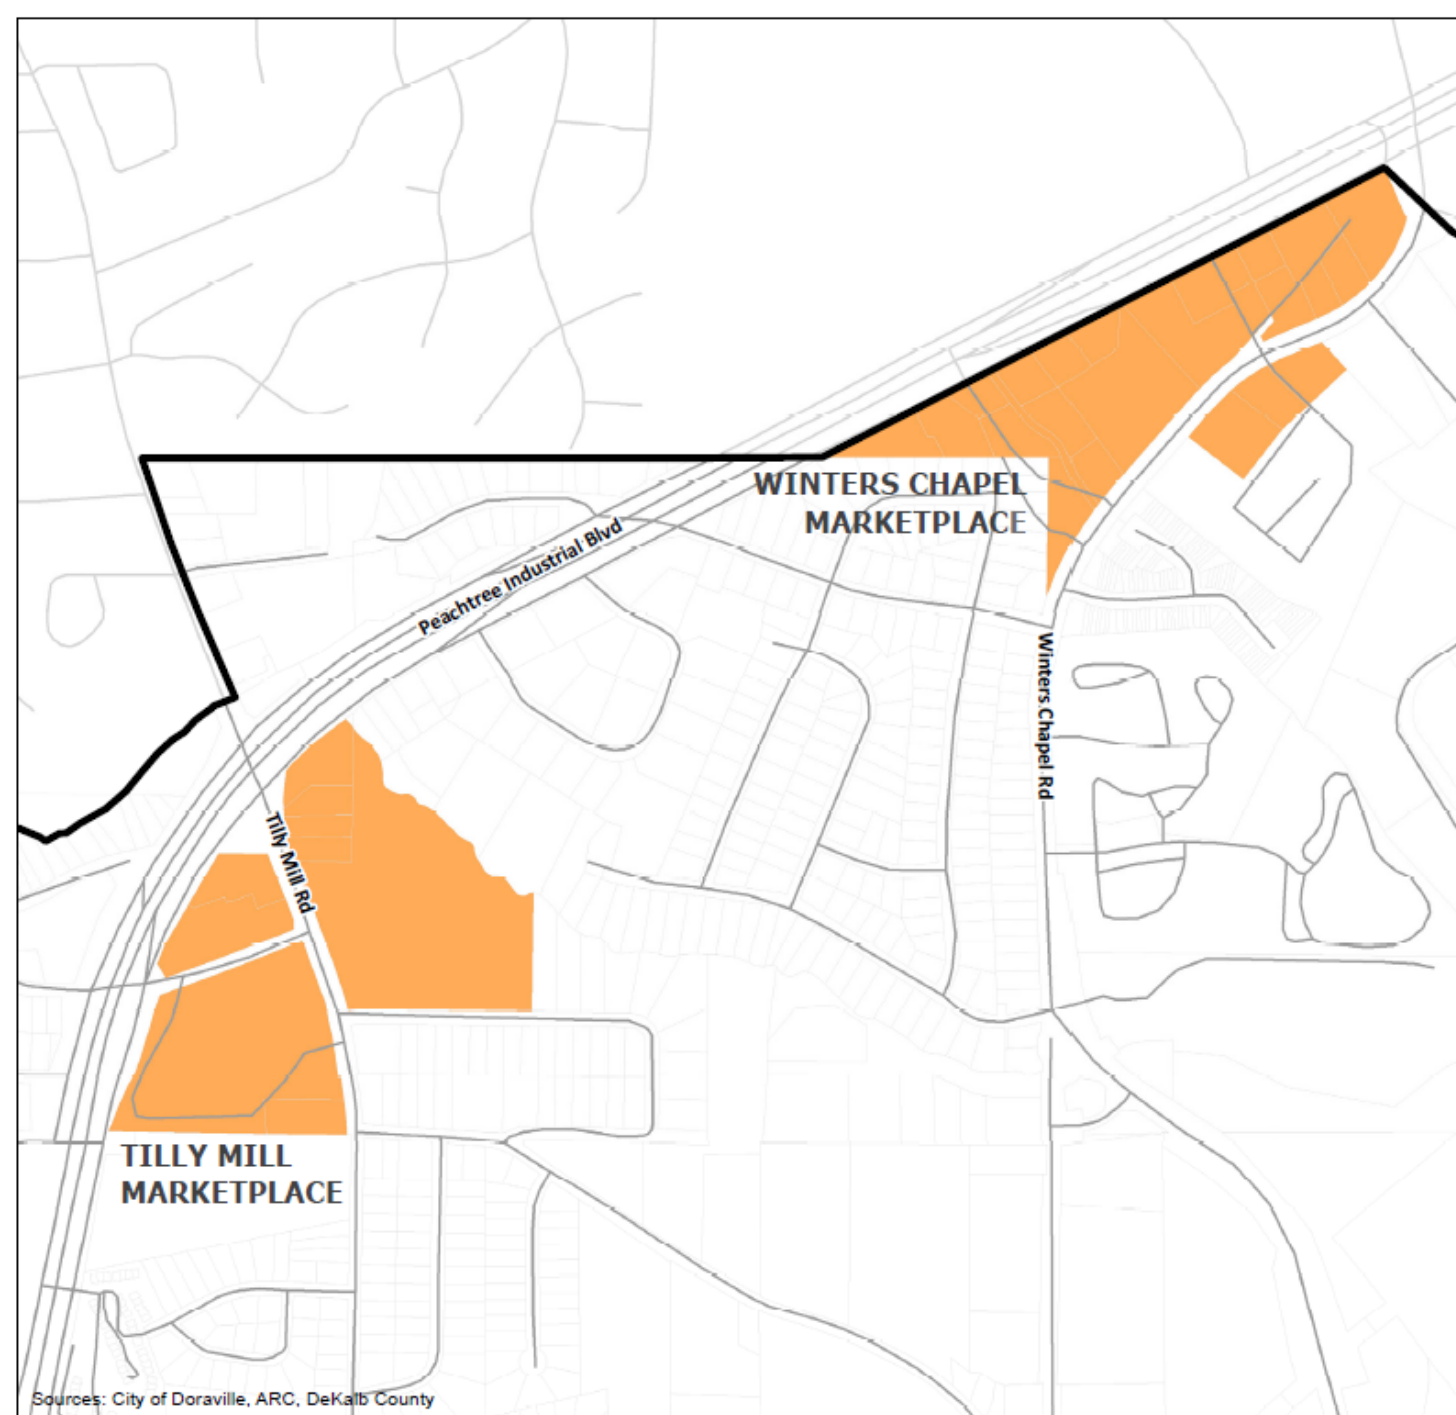 WINTERS CHAPEL
MARKETPLACE
Peachtree Industrial Blvd
Winters Chapel Rd
Tilly Mill Rd
TILLY MILL
MARKETPLACE
Sources: City of Doraville, ARC, DeKalb County